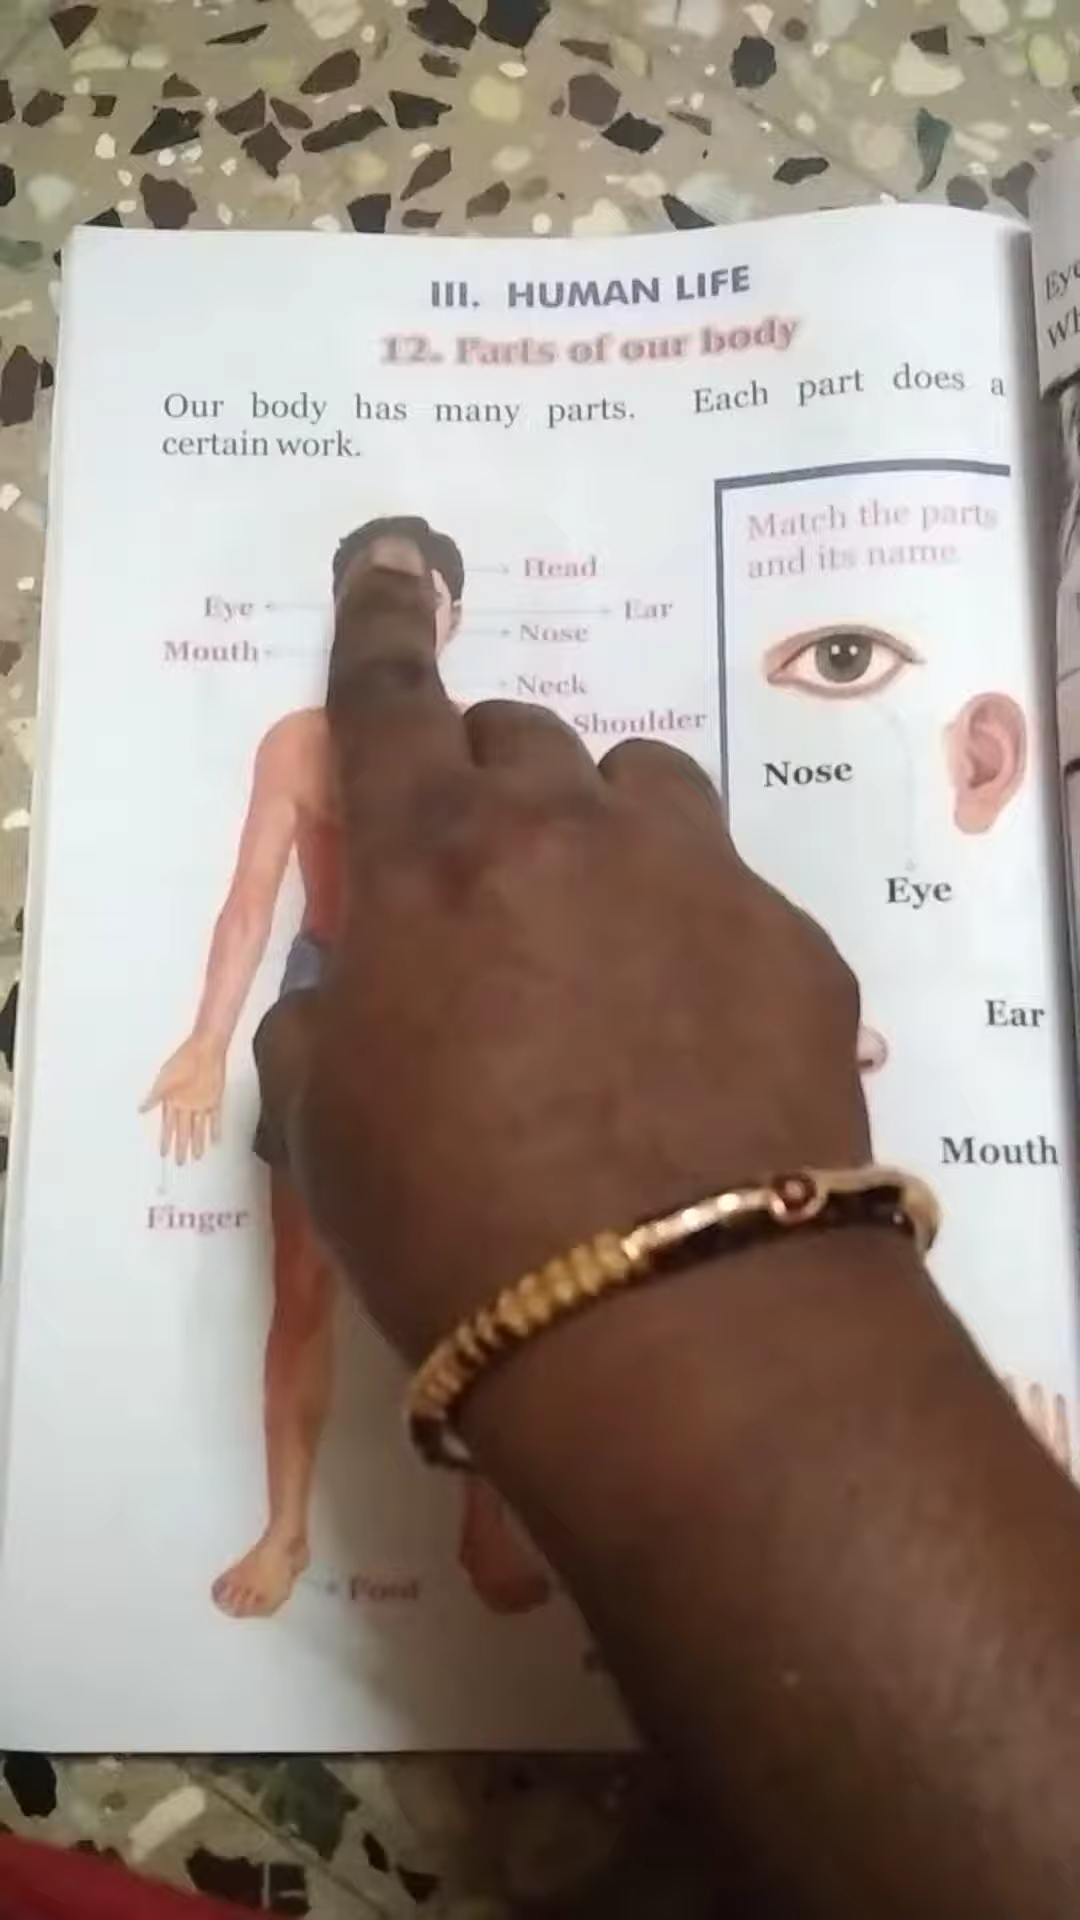 III. HUMAN LIFE
12. Parts of our body
Our body has many parts. Each part does a
certain work.
Head
Eye
Ear
Nose
Mouth
Neck
Shoulder
Finger
Foot
Match the parts
and its name
Nose
Eye
Ear
Mouth
Eye